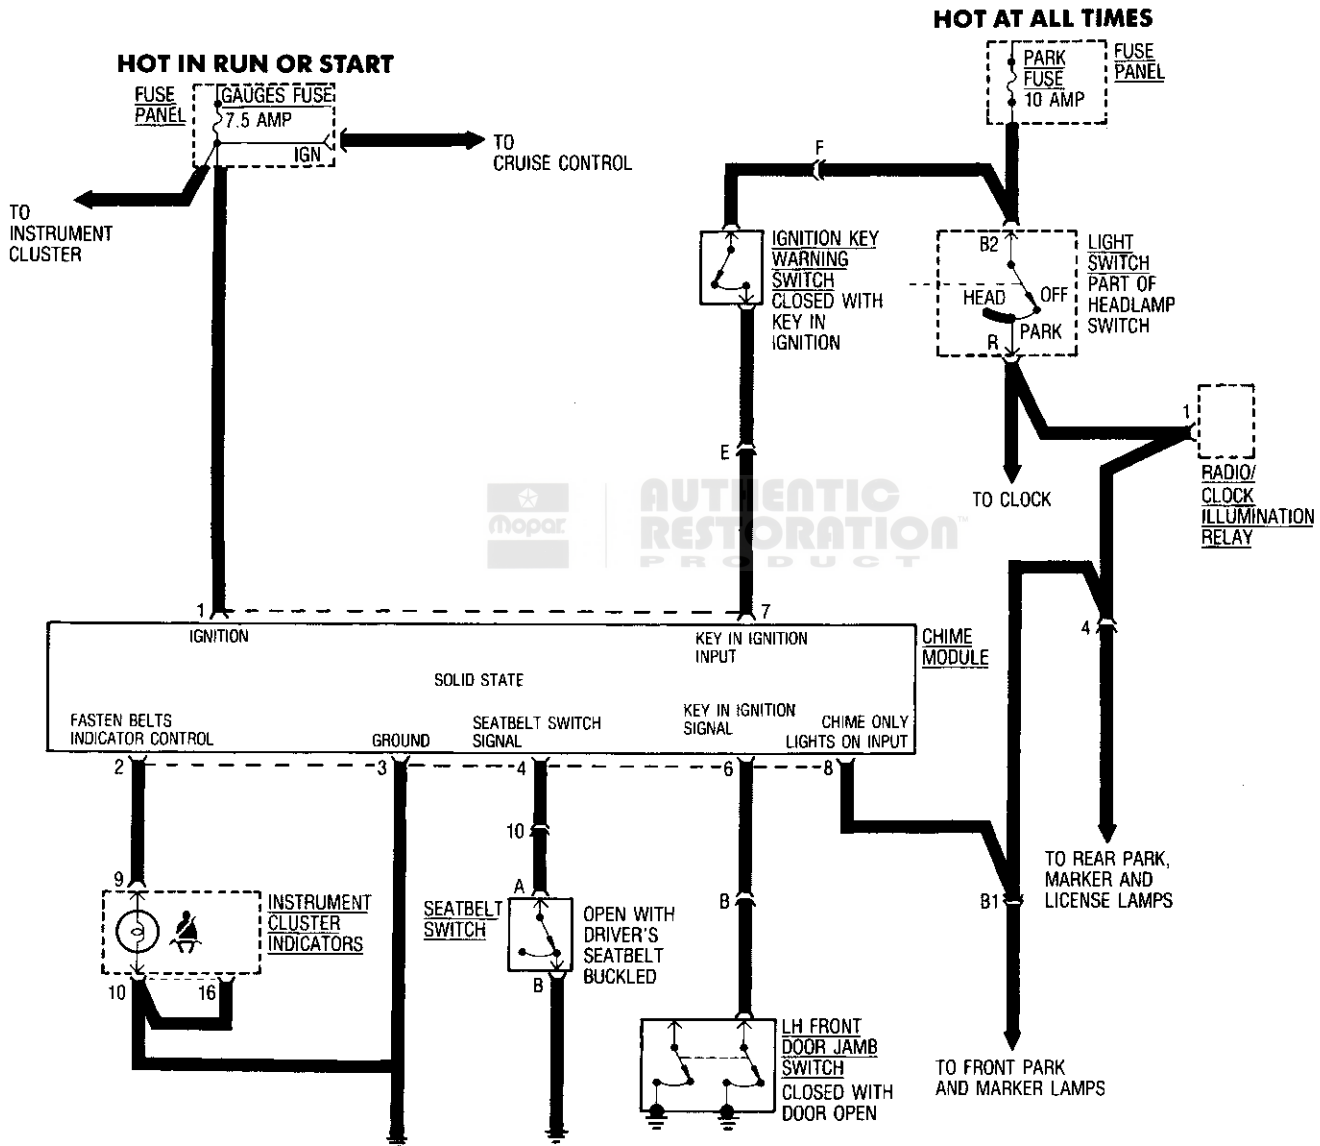 HOT AT ALL TIMES
PARK
FUSE
10 AMP
FUSE
PANEL
HOT IN RUN OR START
FUSE
PANEL
GAUGES FUSE
7.5 AMP
IGN
TO
CRUISE CONTROL
TO
INSTRUMENT
CLUSTER
F
IGNITION KEY
WARNING
SWITCH
CLOSED WITH
KEY IN
IGNITION
B2
HEAD
OFF
PARK
R
LIGHT
SWITCH
PART OF
HEADLAMP
SWITCH
E
1
RADIO/
CLOCK
ILLUMINATION
RELAY
TO CLOCK
Mopar
AUTHENTIC
RESTORATION™
PRODUCT
1
7
4
IGNITION
KEY IN IGNITION
INPUT
CHIME
MODULE
SOLID STATE
FASTEN BELTS
INDICATOR CONTROL
GROUND
SEATBELT SWITCH
SIGNAL
KEY IN IGNITION
SIGNAL
CHIME ONLY
LIGHTS ON INPUT
2
3
4
6
8
10
TO REAR PARK,
MARKER AND
LICENSE LAMPS
9
A
B
B1
INSTRUMENT
CLUSTER
INDICATORS
SEATBELT
SWITCH
OPEN WITH
DRIVER'S
SEATBELT
BUCKLED
10
16
B
LH FRONT
DOOR JAMB
SWITCH
CLOSED WITH
DOOR OPEN
TO FRONT PARK
AND MARKER LAMPS